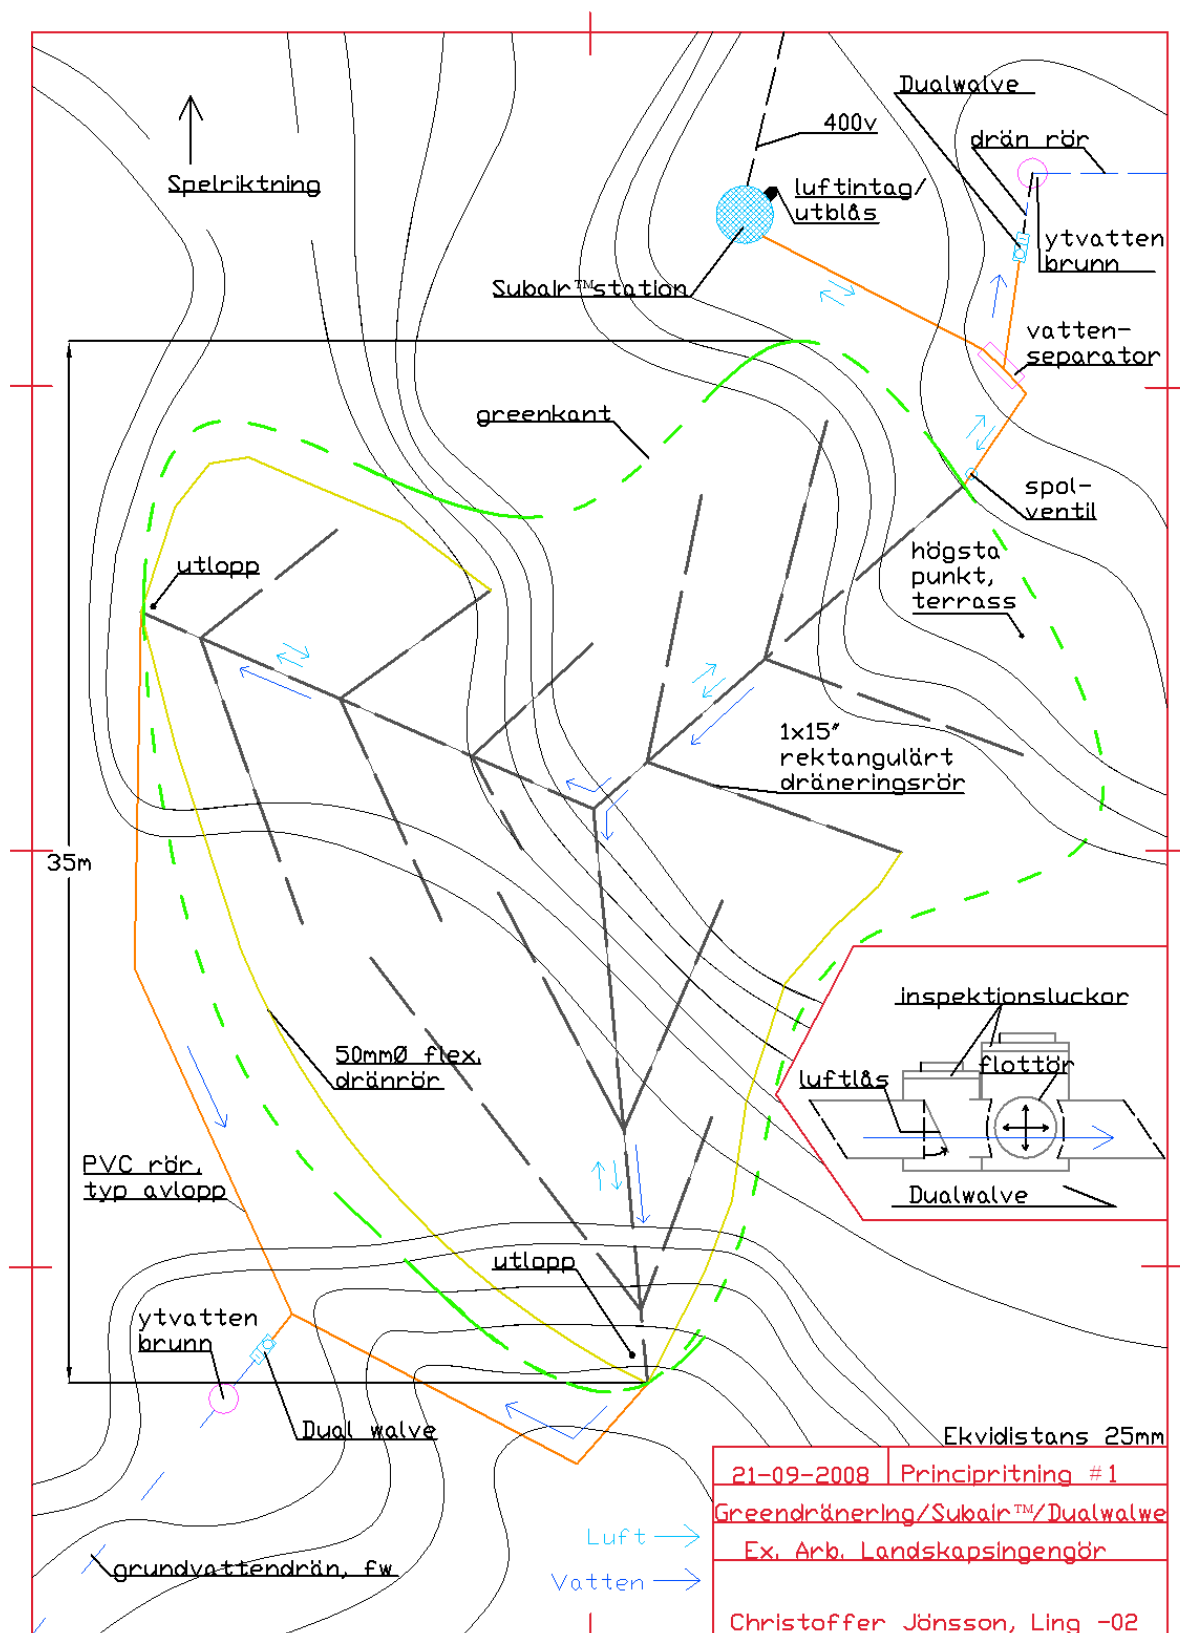 Dualwalve
400v
drän rör
Spelriktning
luftintag/
utblås
ytvatten
brunn
Subair™station
vatten-
separator
greenkant
spol-
ventil
högsta
punkt,
terrass
utlopp
1x15"
rektangulärt
dräneringsrör
35m
inspektionsluckor
flottör
luftlås
50mmØ flex.
dränrör
PVC rör.
typ avlopp
Dualwalve
utlopp
ytvatten
brunn
Dual walve
Ekvidistans 25mm
21-09-2008 Principritning #1
Greendränering/Subair™/Dualwalwe
Luft
Ex. Arb. Landskapsingengör
Vatten
grundvattendrän, fw
Christoffer Jönsson, Ling -02